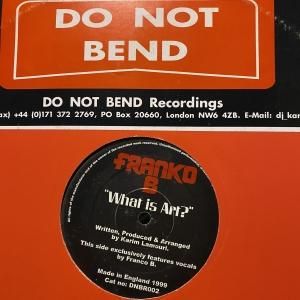 DO NOT
BEND
DO NOT BEND Recordings
+44 (0)171 372 2769, PO Box 20660, London NW6 4ZB. E-Mail: dj_kar
FRANKO
B
"What is Art?"
Written, Produced & Arranged
by Karim Lamouri.
This side exclusively features vocals
by Franco B.
Made in England 1999
Cat no: DNBR002